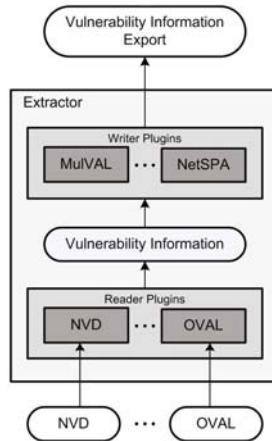 Vulnerability Information
Export
Extractor
Writer Plugins
MulVAL ••• NetSPA
Vulnerability Information
Reader Plugins
NVD ••• OVAL
NVD ••• OVAL